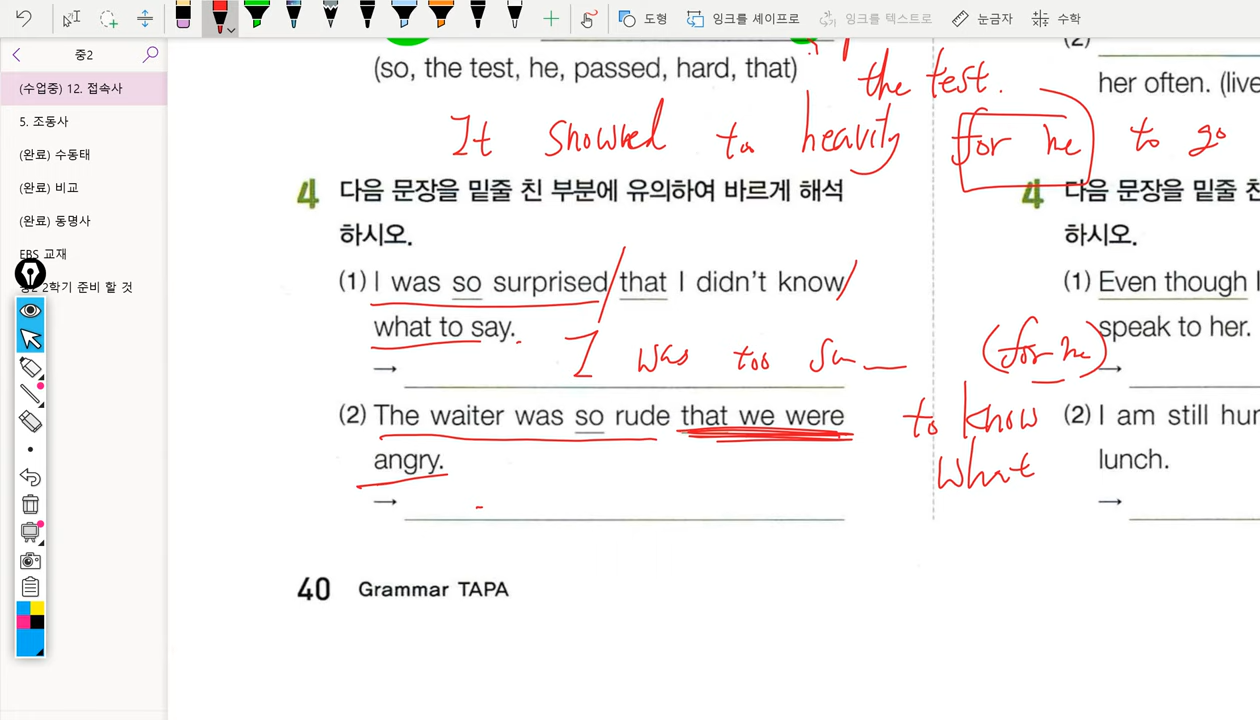 도형
잉크를 셰이프로
잉크를 텍스트로
눈금자
수학
중2
(수업중) 12. 접속사
5. 조동사
(완료) 수동태
(완료) 비교
(완료) 동명사
EBS 교재
2학기 준비 할 것
(so, the test, he, passed, hard, that)
the test.
It snowed too heavily for he to go
4 다음 문장을 밑줄 친 부분에 유의하여 바르게 해석
하시오.
(1) I was so surprised / that I didn't know /
what to say.
I was too su
(for he)
→
(2) The waiter was so rude that we were
angry.
to know
what
→
40 Grammar TAPA
(2)
her often. (live
4 다음 문장을 밑줄 친
하시오.
(1) Even though I
speak to her.
→
(2) I am still hun
lunch.
→